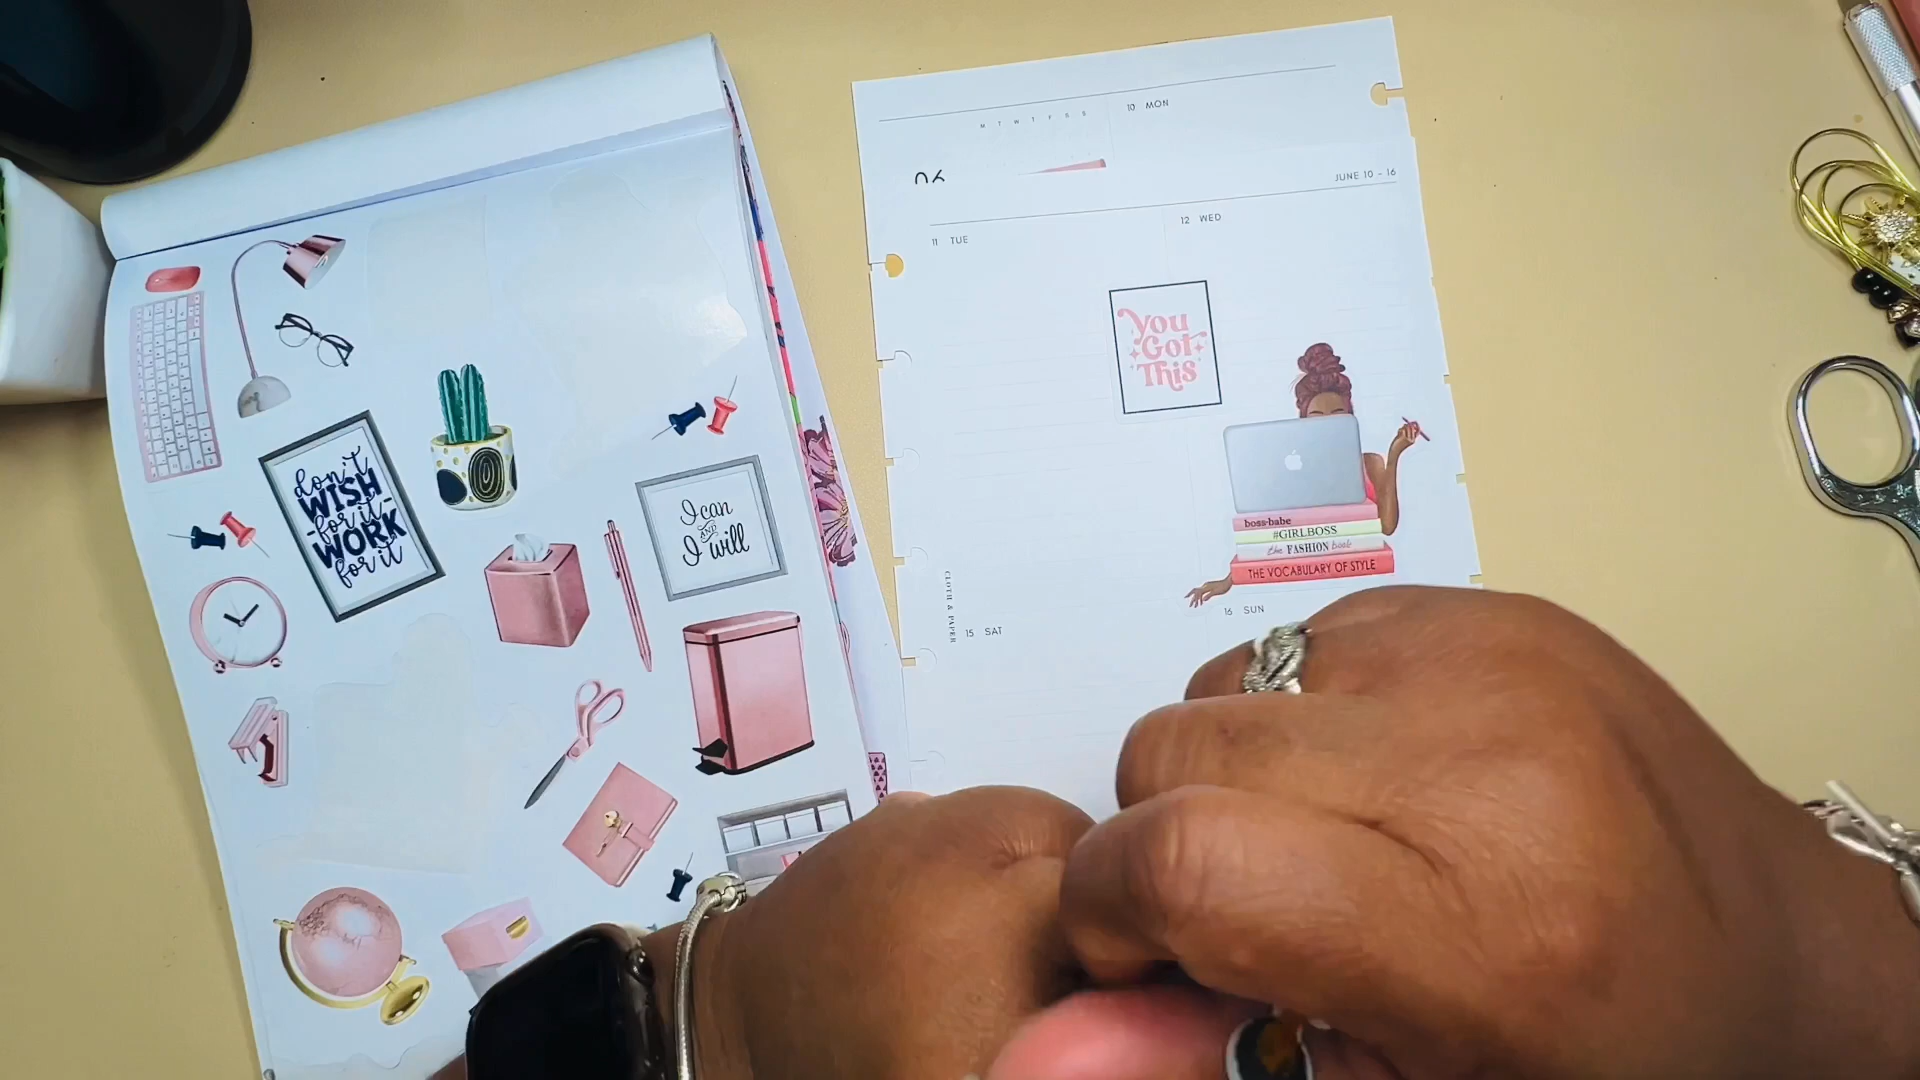 don't
WISH
for it
WORK
for it
I can
AND
I will
M T W T F S S
10 MON
JUNE 10 - 16
11 TUE
12 WED
You
Got
This
boss-babe
#GIRLBOSS
the FASHION book
THE VOCABULARY OF STYLE
CLOTH & PAPER
15 SAT
16 SUN